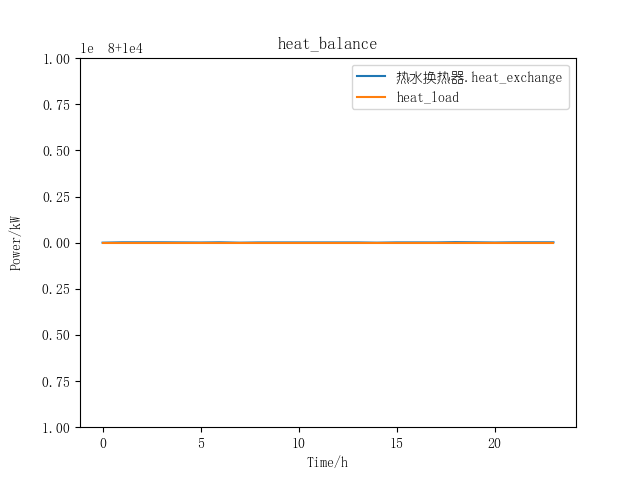 heat_balance
1e  8+1e4
1.00
0.75
0.50
0.25
0.00
0.25
0.50
0.75
1.00
Power/kW
热水换热器.heat_exchange
heat_load
0 5 10 15 20
Time/h